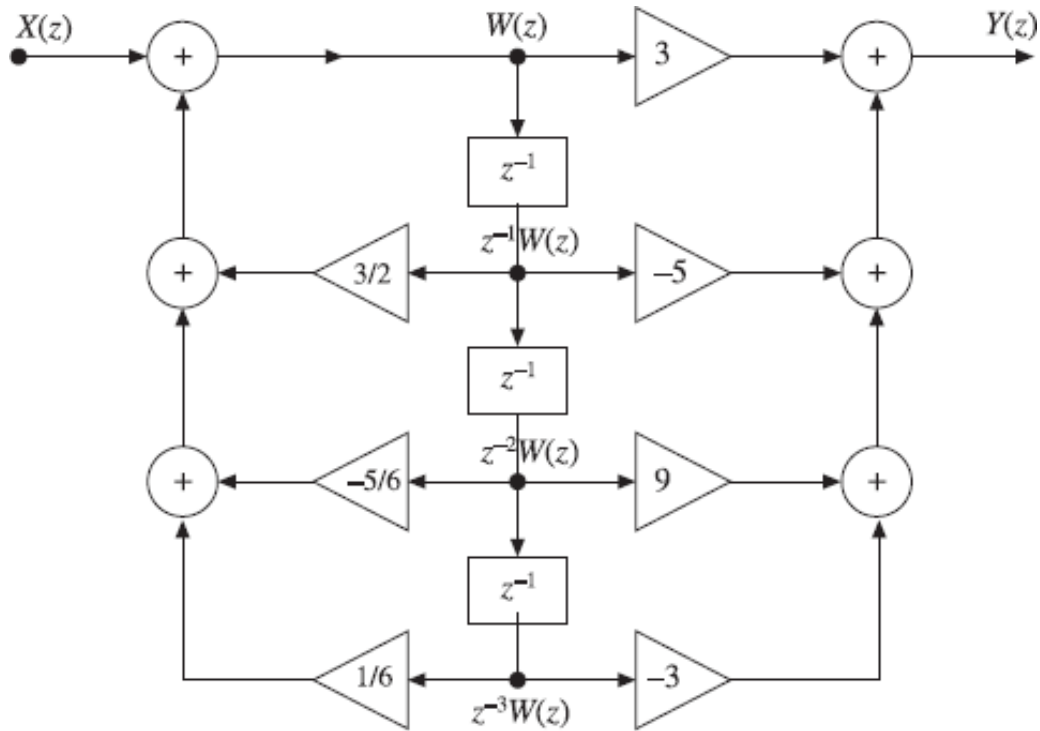 X(z) W(z) Y(z)
+ 3 +
z⁻¹
z⁻¹W(z)
+ 3/2 −5 +
z⁻¹
z⁻²W(z)
+ −5/6 9 +
z⁻¹
1/6 −3
z⁻³W(z)